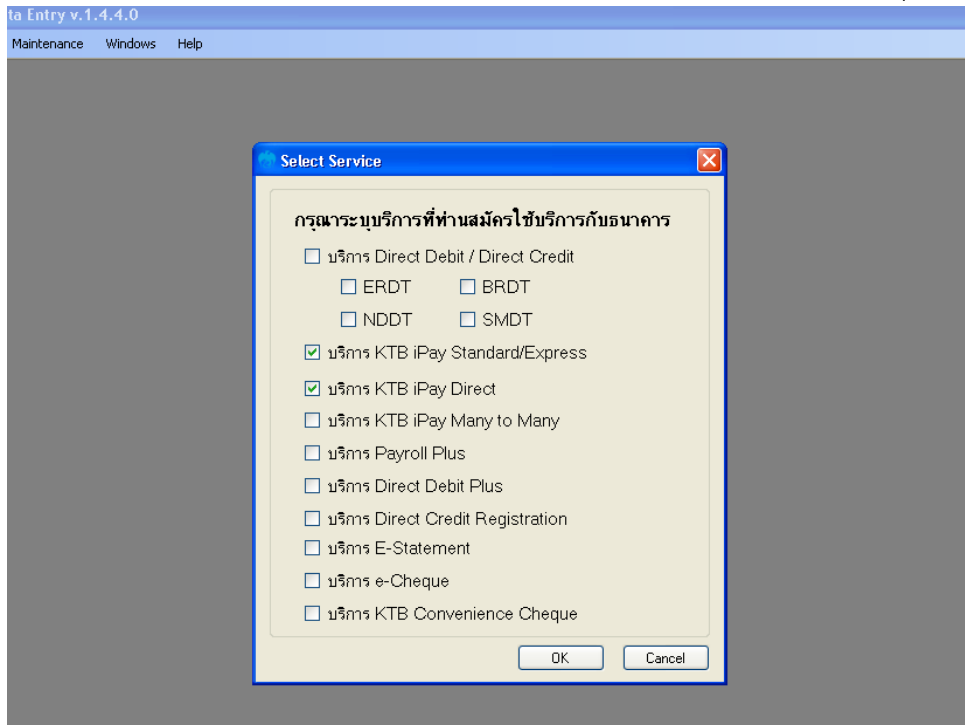 ta Entry v.1.4.4.0
Maintenance Windows Help
Select Service
กรุณาระบุบริการที่ท่านสมัครใช้บริการกับธนาคาร
บริการ Direct Debit / Direct Credit
ERDT BRDT
NDDT SMDT
บริการ KTB iPay Standard/Express
บริการ KTB iPay Direct
บริการ KTB iPay Many to Many
บริการ Payroll Plus
บริการ Direct Debit Plus
บริการ Direct Credit Registration
บริการ E-Statement
บริการ e-Cheque
บริการ KTB Convenience Cheque
OK Cancel